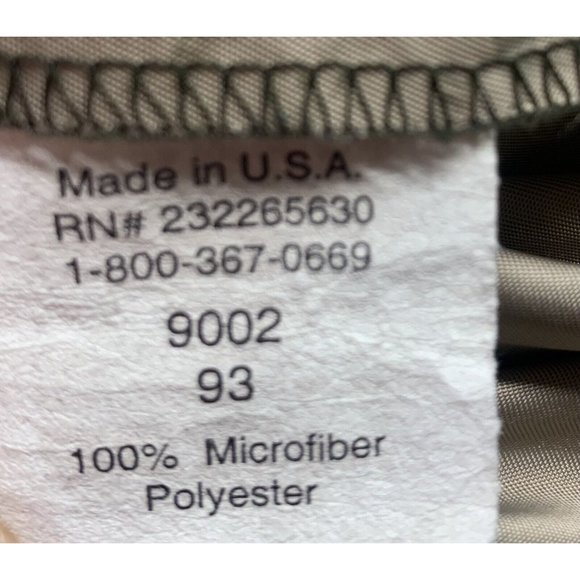 Made in U.S.A.
RN# 232265630
1-800-367-0669
9002
93
100% Microfiber
Polyester